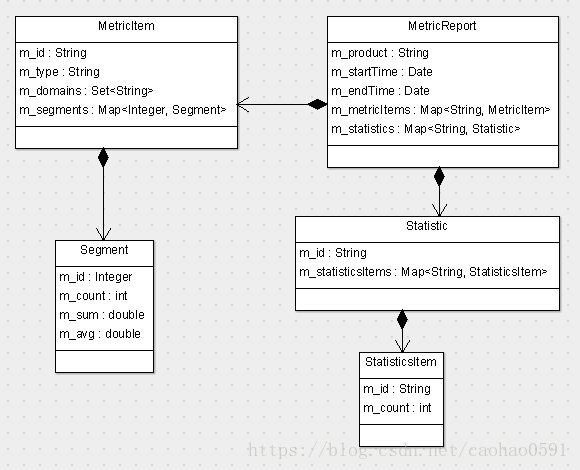 MetricItem
m_id : String
m_type : String
m_domains : Set<String>
m_segments : Map<Integer, Segment>
MetricReport
m_product : String
m_startTime : Date
m_endTime : Date
m_metricItems : Map<String, MetricItem>
m_statistics : Map<String, Statistic>
Segment
m_id : Integer
m_count : int
m_sum : double
m_avg : double
Statistic
m_id : String
m_statisticsItems : Map<String, StatisticsItem>
StatisticsItem
m_id : String
m_count : int
https://blog.csdn.net/caohao0591